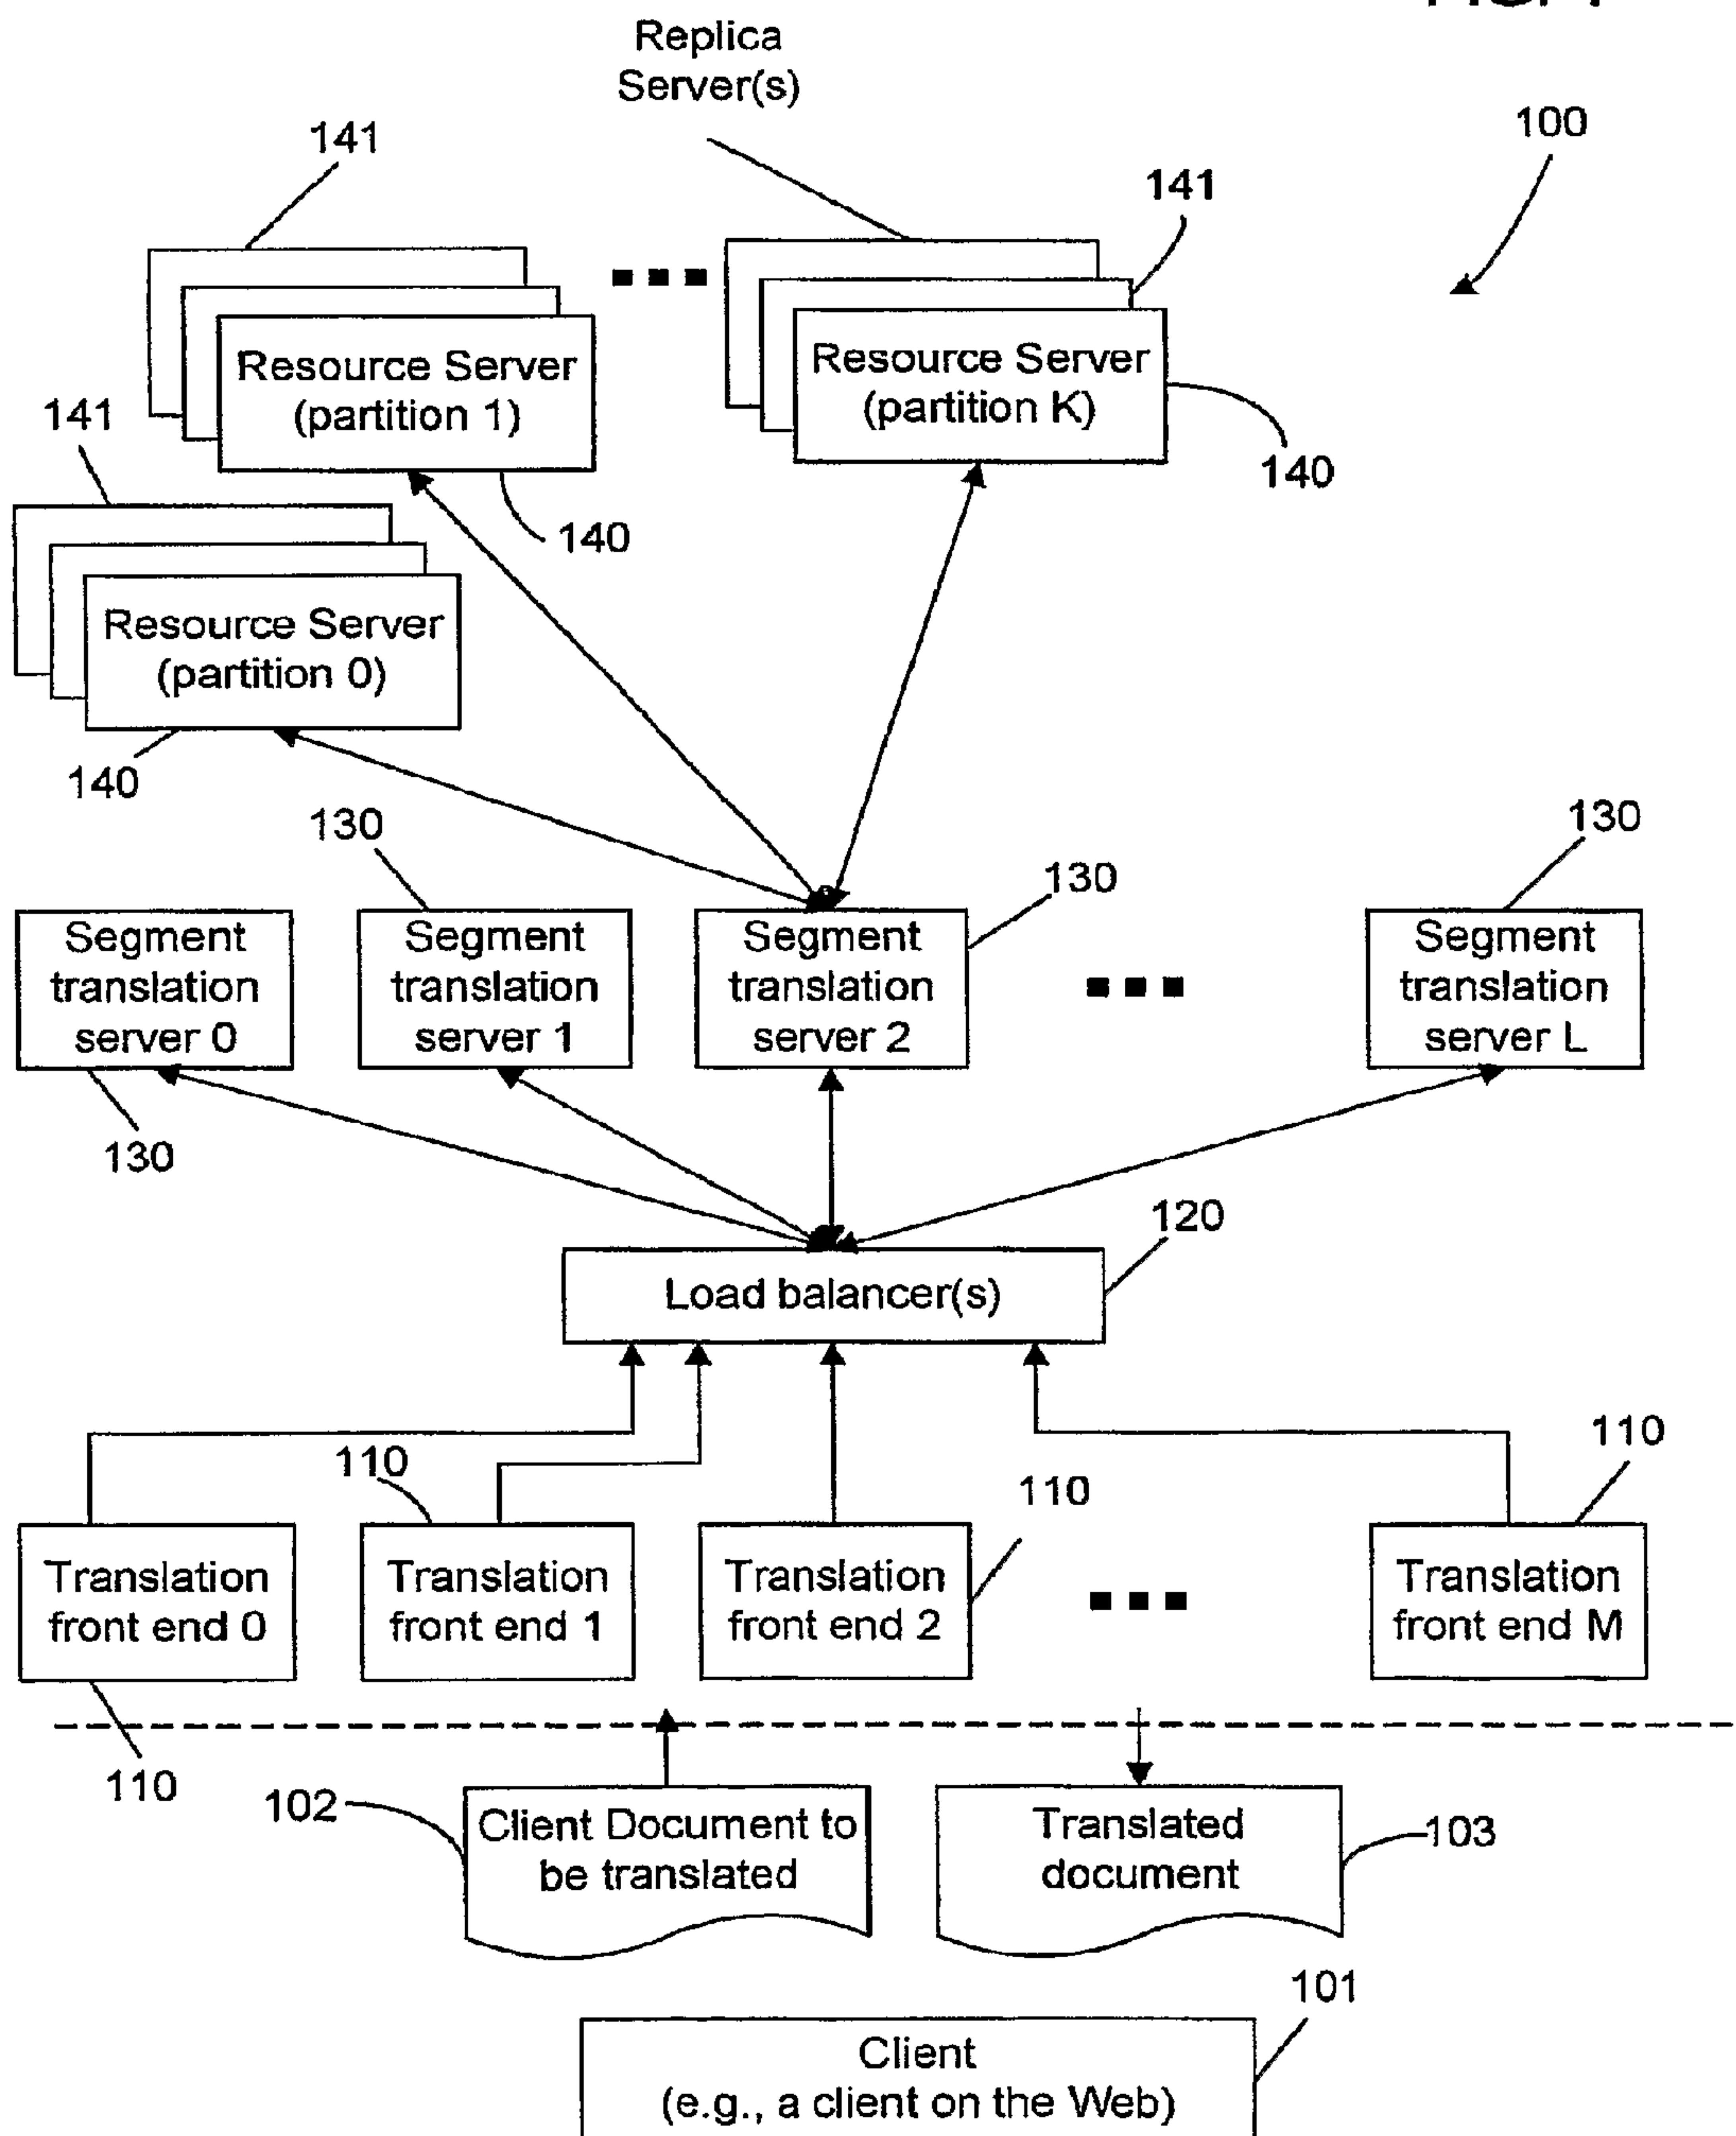 Replica
Server(s)
141
100
141
Resource Server
(partition 1)
Resource Server
(partition K)
141
140
140
Resource Server
(partition 0)
140
130
130
130
Segment
translation
server 0
Segment
translation
server 1
Segment
translation
server 2
Segment
translation
server L
130
120
Load balancer(s)
110
110
110
Translation
front end 0
Translation
front end 1
Translation
front end 2
Translation
front end M
110
102
Client Document to
be translated
Translated
document
103
101
Client
(e.g., a client on the Web)